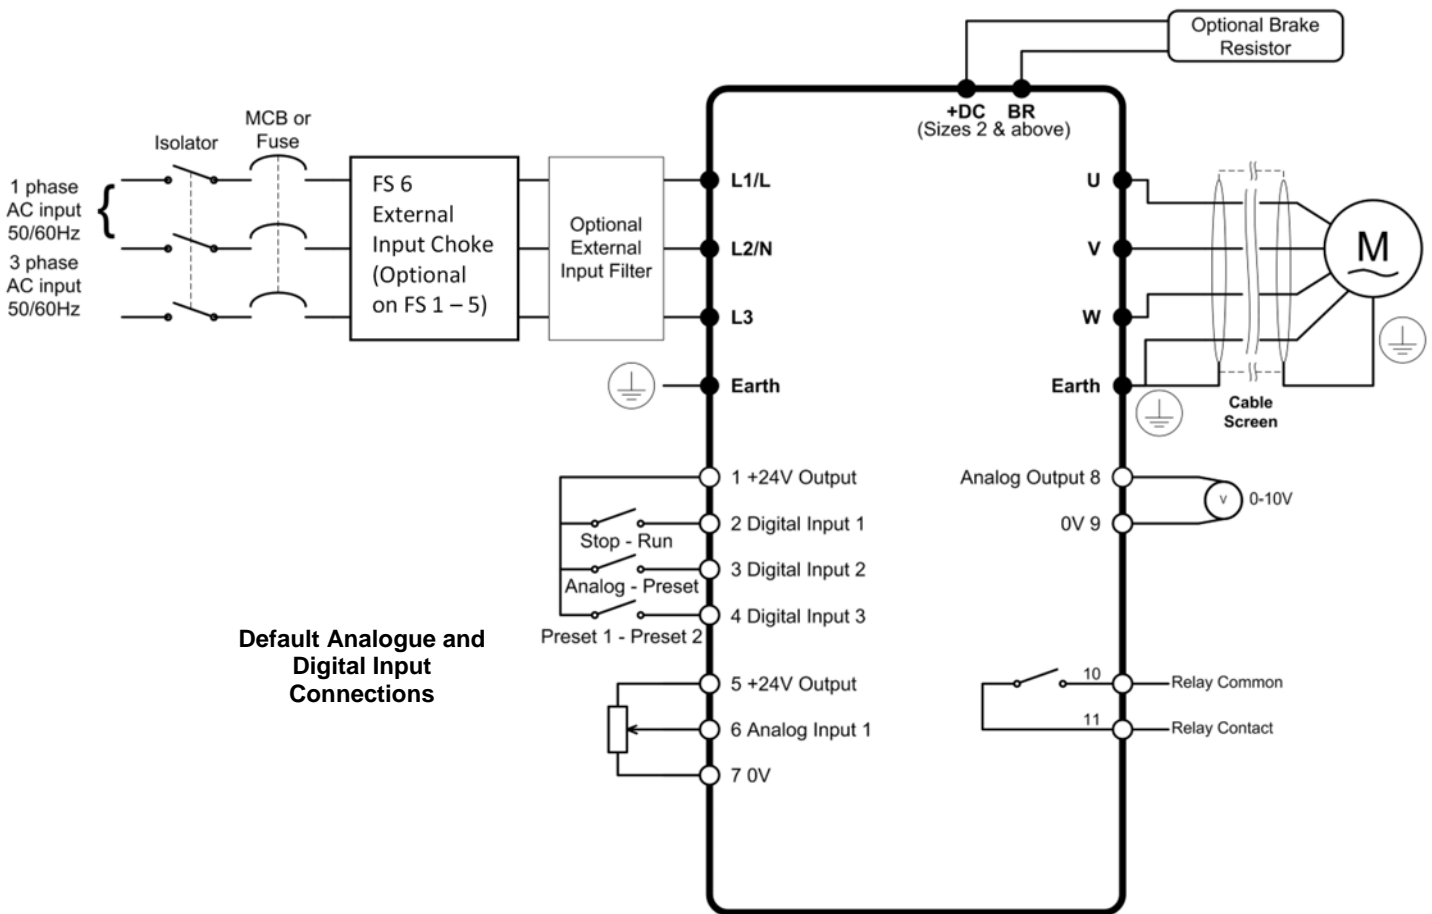 Optional Brake
Resistor
+DC BR
(Sizes 2 & above)
MCB or
Fuse
Isolator
1 phase
AC input
50/60Hz
{
3 phase
AC input
50/60Hz
FS 6
External
Input Choke
(Optional
on FS 1 – 5)
Optional
External
Input Filter
L1/L
L2/N
L3
Earth
U
V
W
Earth
M
Cable
Screen
1 +24V Output
2 Digital Input 1
Stop - Run
3 Digital Input 2
Analog - Preset
4 Digital Input 3
Preset 1 - Preset 2
Default Analogue and
Digital Input
Connections
5 +24V Output
6 Analog Input 1
7 0V
Analog Output 8
0V 9
V
0-10V
10
Relay Common
11
Relay Contact